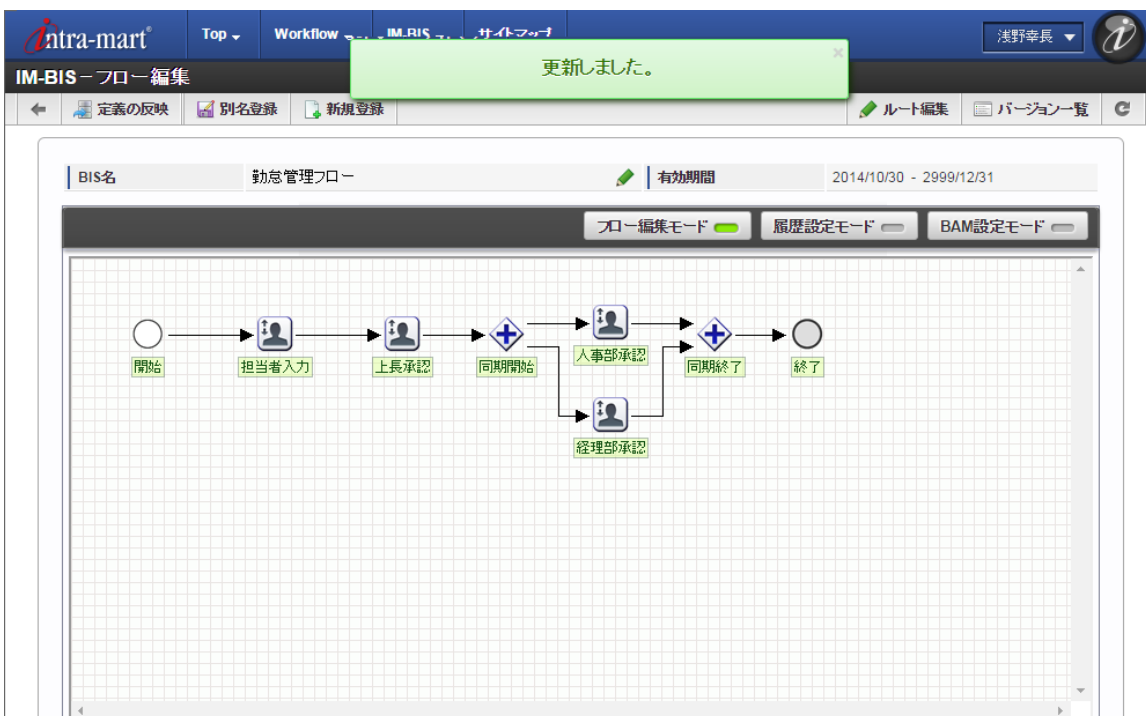 intra-mart®
Top
Workflow
IM-BIS
サイトマップ
浅野幸長
更新しました。
×
IM-BIS－フロー編集
定義の反映
別名登録
新規登録
ルート編集
バージョン一覧
BIS名
勤怠管理フロー
有効期間
2014/10/30 - 2999/12/31
フロー編集モード
履歴設定モード
BAM設定モード
開始
担当者入力
上長承認
同期開始
人事部承認
同期終了
終了
経理部承認